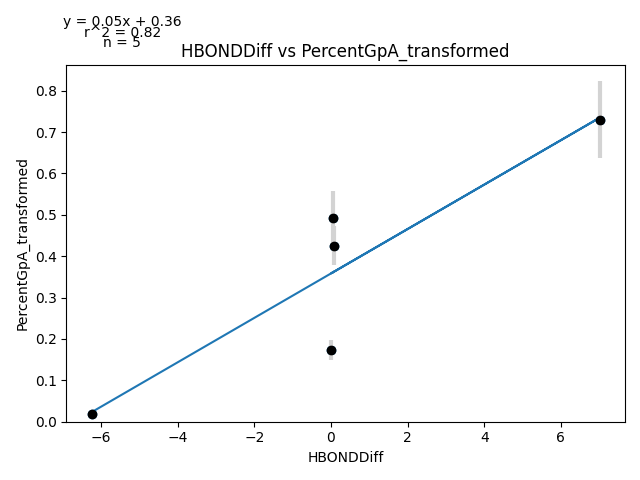 y = 0.05x + 0.36
r^2 = 0.82
n = 5
HBONDDiff vs PercentGpA_transformed
PercentGpA_transformed
0.8
0.7
0.6
0.5
0.4
0.3
0.2
0.1
0.0
−6
−4
−2
0
2
4
6
HBONDDiff